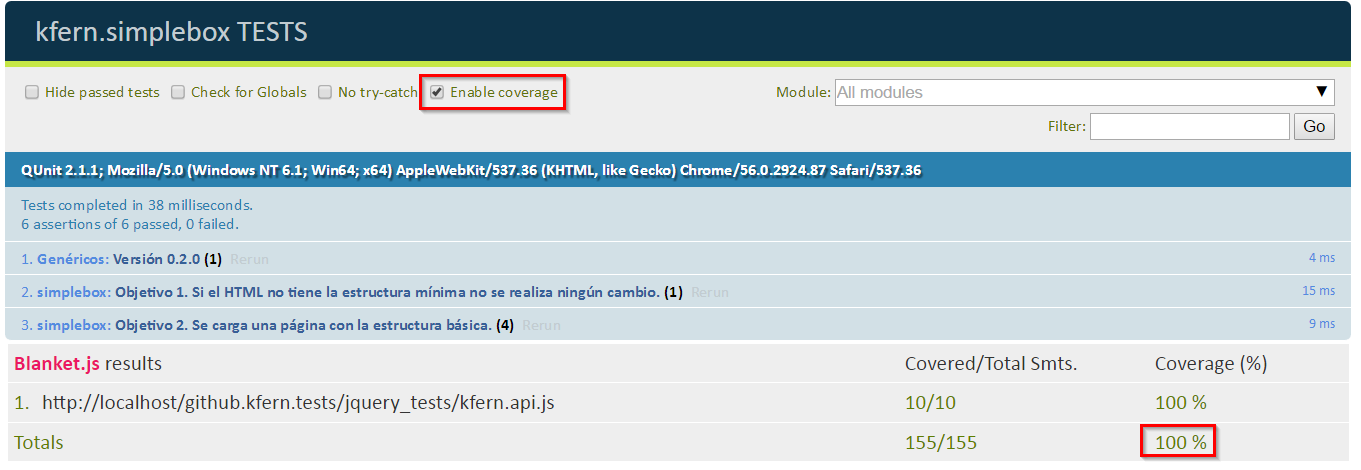 kfern.simplebox TESTS
Hide passed tests Check for Globals No try-catch Enable coverage Module: All modules
Filter: Go
QUnit 2.1.1; Mozilla/5.0 (Windows NT 6.1; Win64; x64) AppleWebKit/537.36 (KHTML, like Gecko) Chrome/56.0.2924.87 Safari/537.36
Tests completed in 38 milliseconds.
6 assertions of 6 passed, 0 failed.
1. Genéricos: Versión 0.2.0 (1) Rerun 4 ms
2. simplebox: Objetivo 1. Si el HTML no tiene la estructura mínima no se realiza ningún cambio. (1) Rerun 15 ms
3. simplebox: Objetivo 2. Se carga una página con la estructura básica. (4) Rerun 9 ms
Blanket.js results Covered/Total Smts. Coverage (%)
1. http://localhost/github.kfern.tests/jquery_tests/kfern.api.js 10/10 100 %
Totals 155/155 100 %